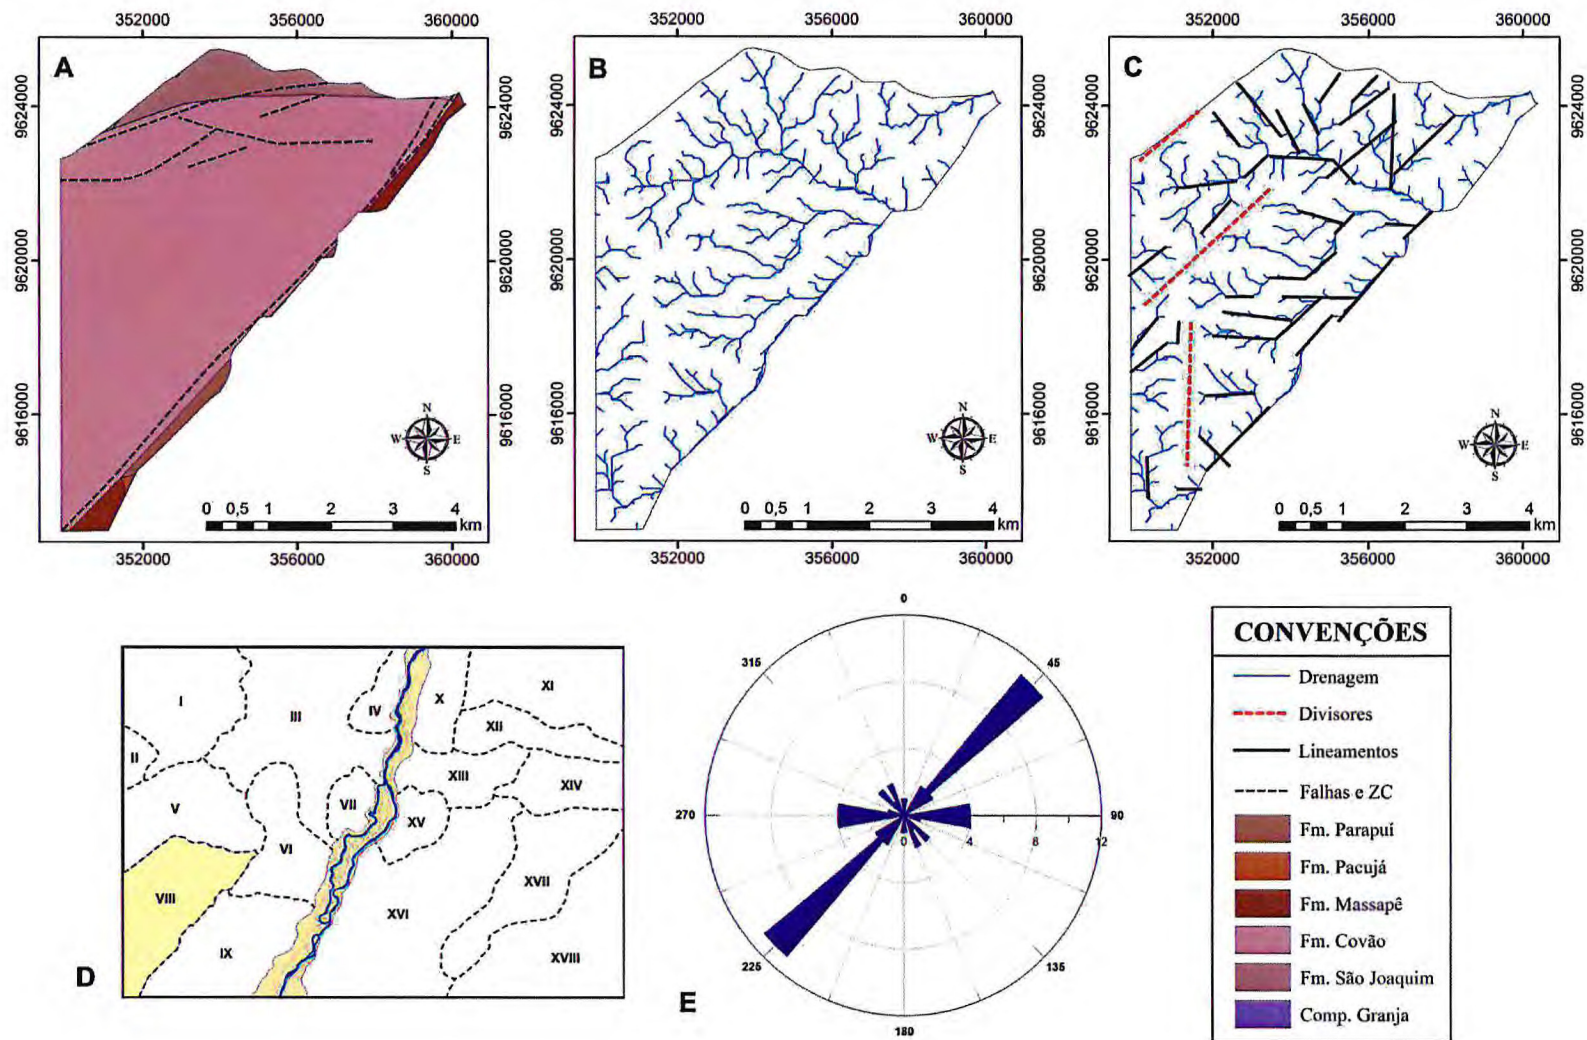 352000 356000 360000
352000 356000 360000
352000 356000 360000
A
B
C
9624000
9620000
9616000
9624000
9620000
9616000
9624000
9620000
9616000
9624000
9620000
9616000
N
W E
S
N
W E
S
N
W E
S
0 0,5 1 2 3 4
km
0 0,5 1 2 3 4
km
0 0,5 1 2 3 4
km
352000 356000 360000
352000 356000 360000
352000 356000 360000
D
I
II
III
IV
V
VI
VII
VIII
IX
X
XI
XII
XIII
XIV
XV
XVI
XVII
XVIII
E
0
315 45
270 90
0 4 8 12
225 135
180
CONVENÇÕES
Drenagem
Divisores
Lineamentos
Falhas e ZC
Fm. Parapuí
Fm. Pacujá
Fm. Massapê
Fm. Covão
Fm. São Joaquim
Comp. Granja